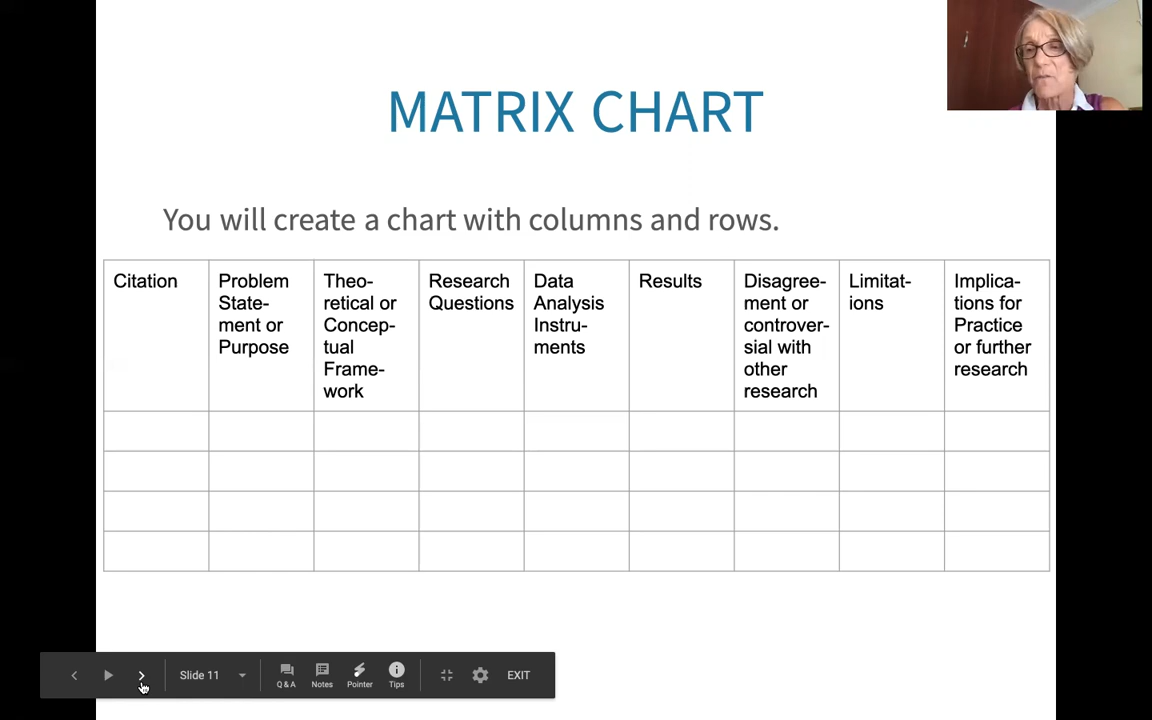 MATRIX CHART
You will create a chart with columns and rows.
Citation
Problem
State-
ment or
Purpose
Theo-
retical or
Concep-
tual
Frame-
work
Research
Questions
Data
Analysis
Instru-
ments
Results
Disagree-
ment or
controver-
sial with
other
research
Limitat-
ions
Implica-
tions for
Practice
or further
research
Slide 11
Q & A
Notes
Pointer
Tips
EXIT